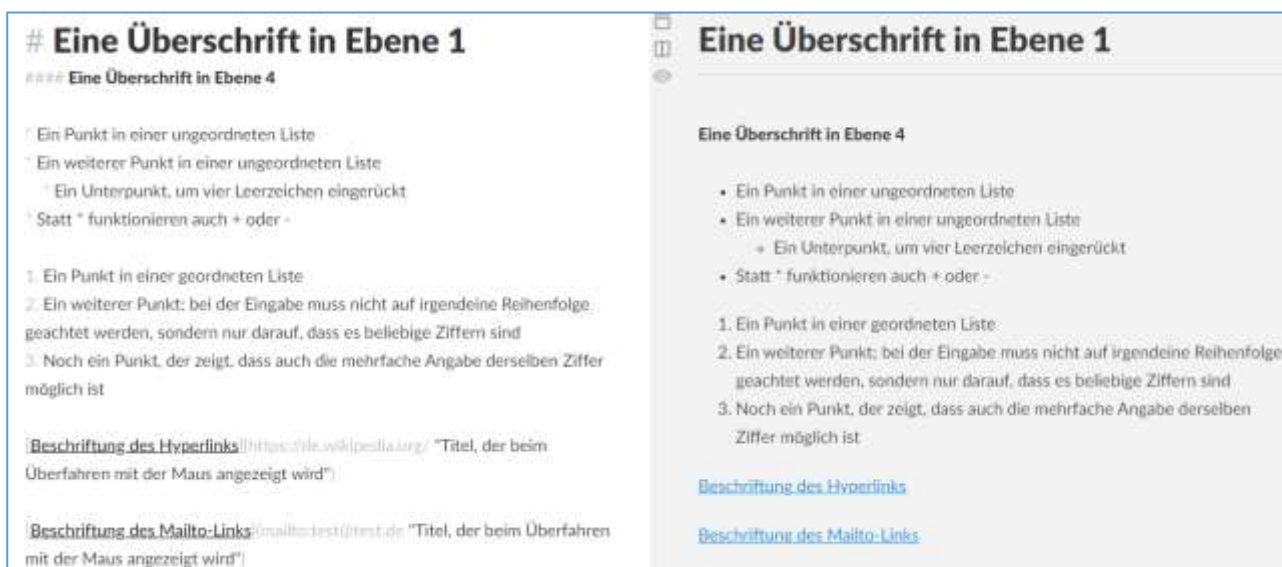 # Eine Überschrift in Ebene 1
#### Eine Überschrift in Ebene 4
* Ein Punkt in einer ungeordneten Liste
* Ein weiterer Punkt in einer ungeordneten Liste
* Ein Unterpunkt, um vier Leerzeichen eingerückt
* Statt * funktionieren auch + oder -
1. Ein Punkt in einer geordneten Liste
2. Ein weiterer Punkt; bei der Eingabe muss nicht auf irgendeine Reihenfolge
geachtet werden, sondern nur darauf, dass es beliebige Ziffern sind
3. Noch ein Punkt, der zeigt, dass auch die mehrfache Angabe derselben Ziffer
möglich ist
[Beschriftung des Hyperlinks](https://de.wikipedia.org/ "Titel, der beim
Überfahren mit der Maus angezeigt wird")
[Beschriftung des Mailto-Links](mailto:test@test.de "Titel, der beim Überfahren
mit der Maus angezeigt wird")
Eine Überschrift in Ebene 1
Eine Überschrift in Ebene 4
• Ein Punkt in einer ungeordneten Liste
• Ein weiterer Punkt in einer ungeordneten Liste
Ein Unterpunkt, um vier Leerzeichen eingerückt
• Statt * funktionieren auch + oder -
1. Ein Punkt in einer geordneten Liste
2. Ein weiterer Punkt; bei der Eingabe muss nicht auf irgendeine Reihenfolge
geachtet werden, sondern nur darauf, dass es beliebige Ziffern sind
3. Noch ein Punkt, der zeigt, dass auch die mehrfache Angabe derselben
Ziffer möglich ist
Beschriftung des Hyperlinks
Beschriftung des Mailto-Links